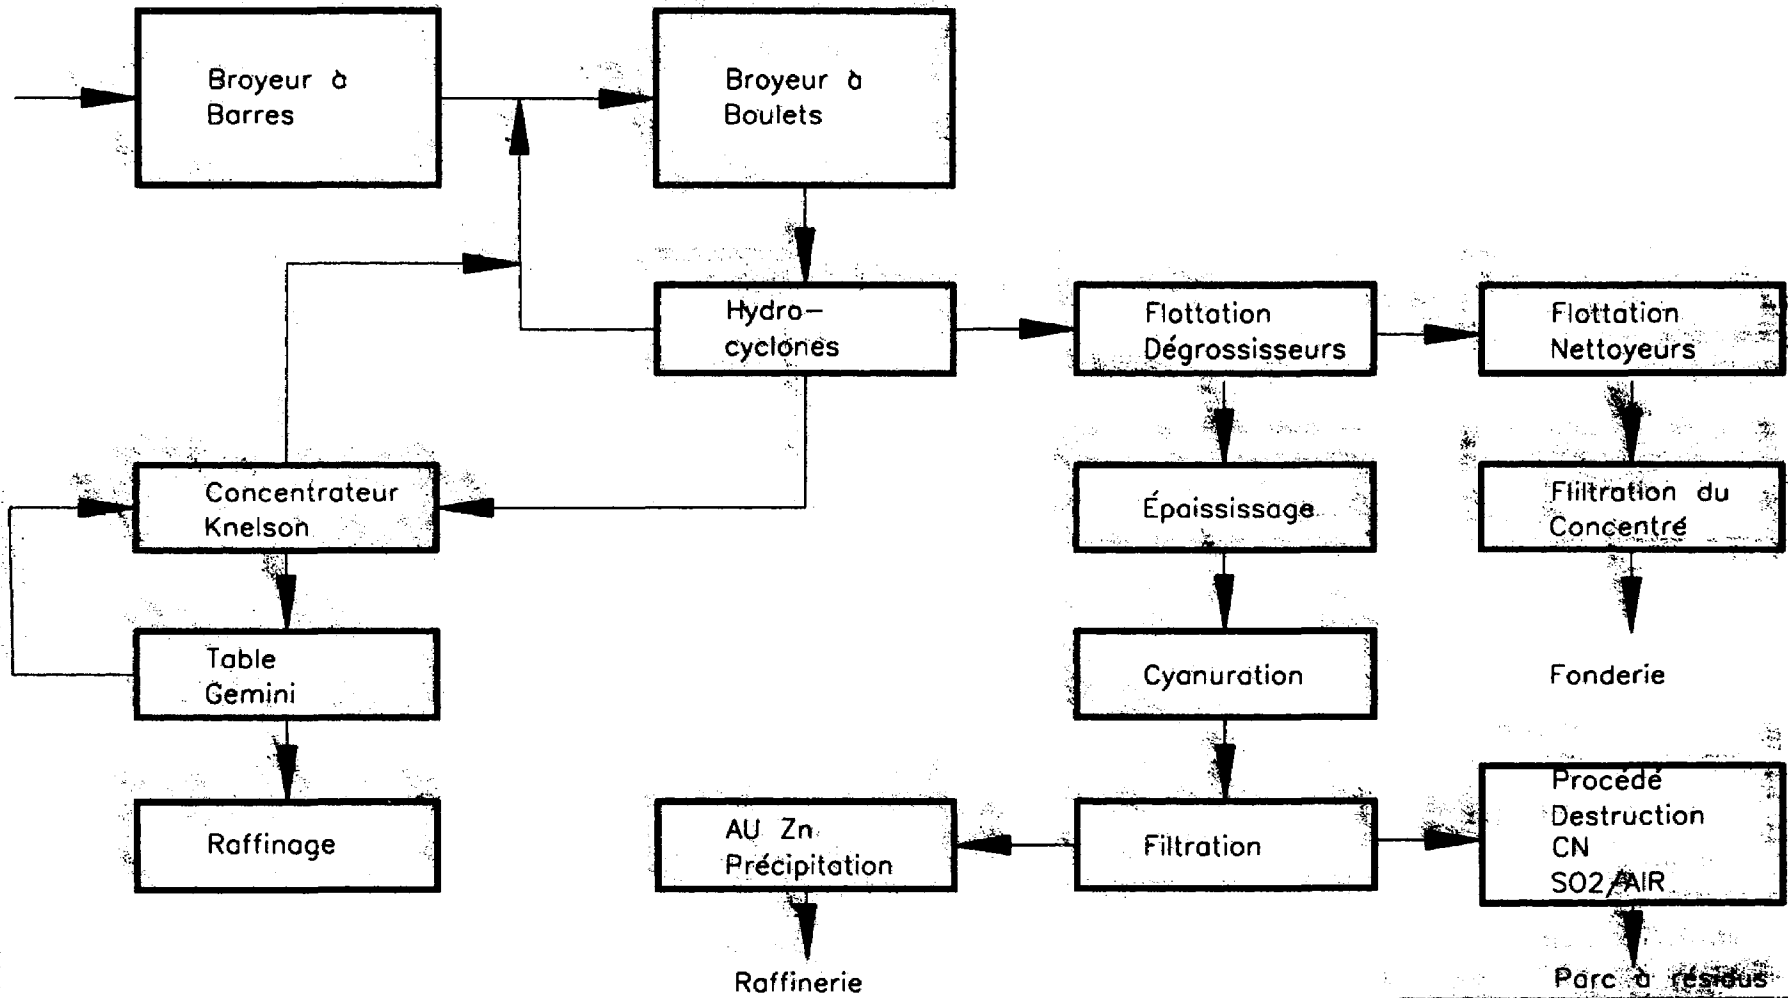 Broyeur à
Barres
Broyeur à
Boulets
Hydro-
cyclones
Flottation
Dégrossisseurs
Flottation
Nettoyeurs
Concentrateur
Knelson
Épaississage
Fliltration du
Concentré
Table
Gemini
Cyanuration
Fonderie
Raffinage
AU Zn
Précipitation
Filtration
Procédé
Destruction
CN
SO2/AIR
Raffinerie
Parc à résidus